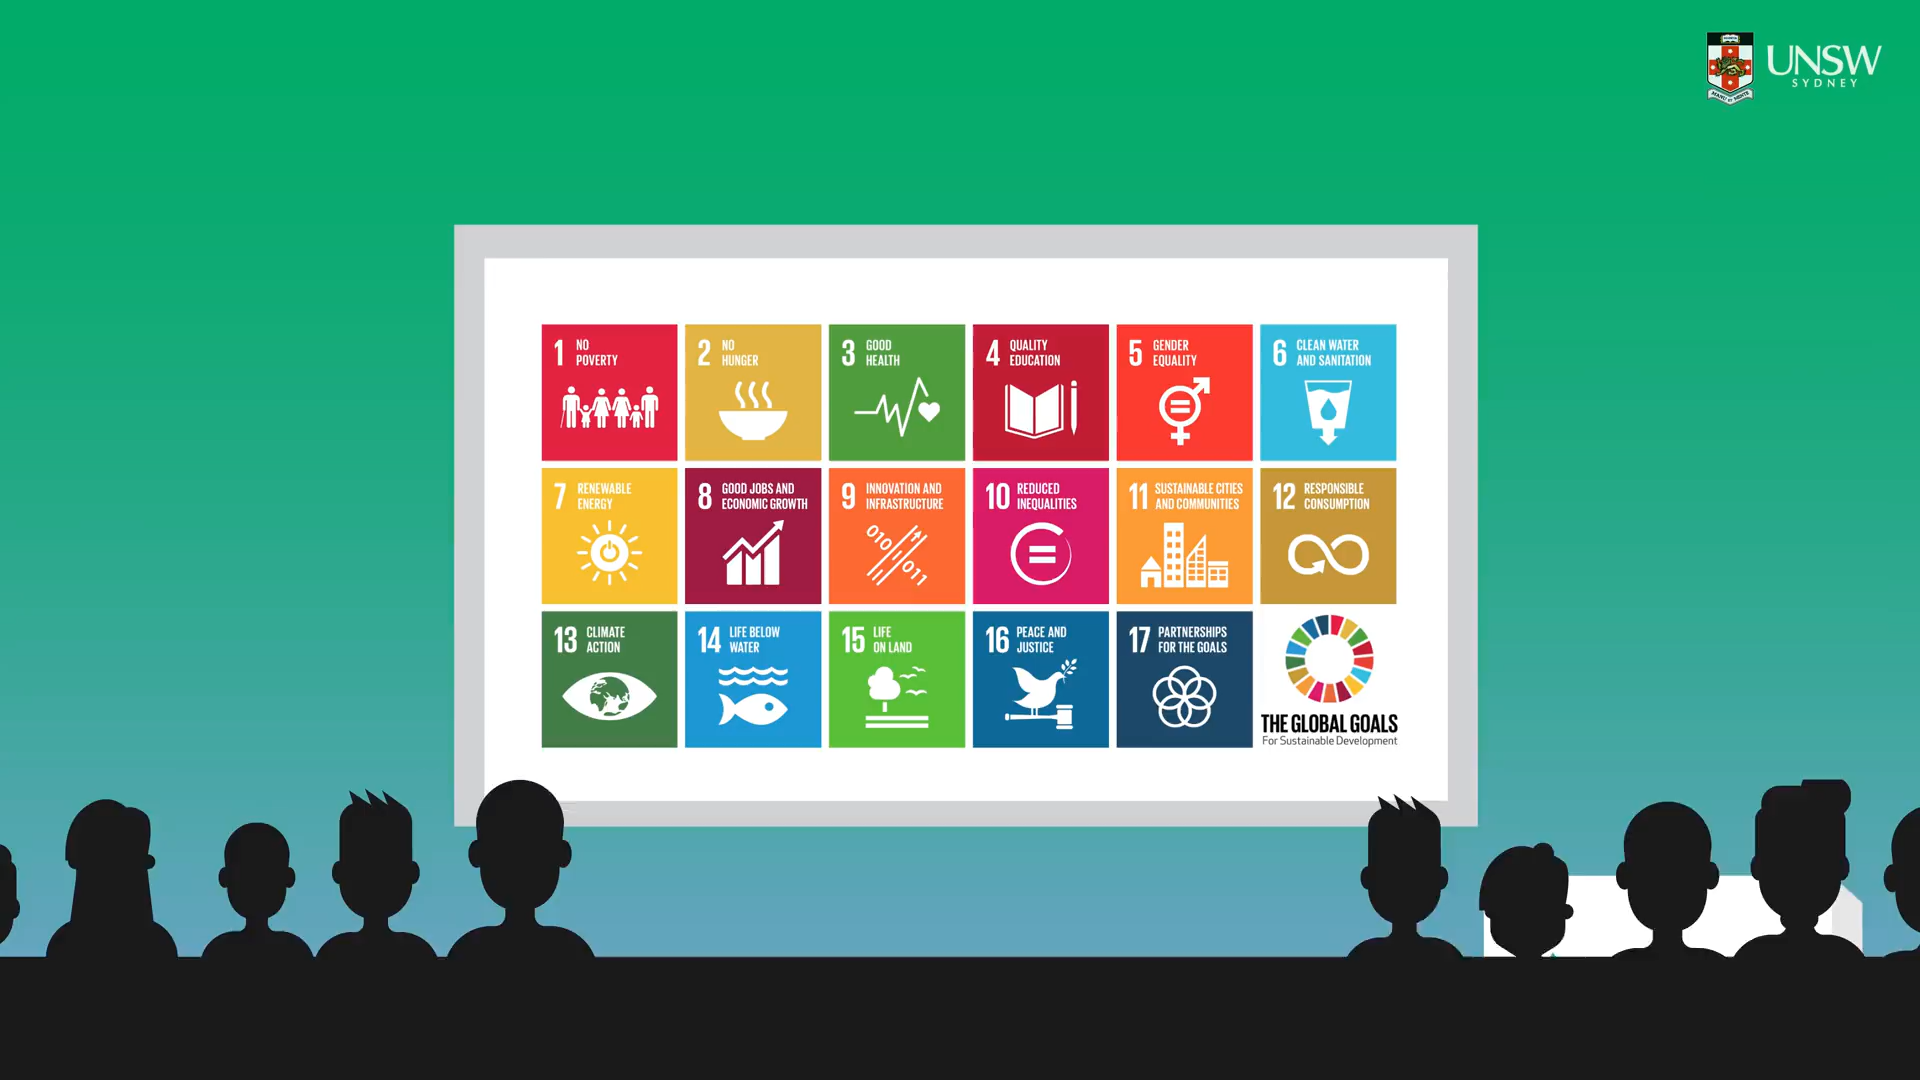 UNSW
SYDNEY
1 NO
POVERTY
2 NO
HUNGER
3 GOOD
HEALTH
4 QUALITY
EDUCATION
5 GENDER
EQUALITY
6 CLEAN WATER
AND SANITATION
7 RENEWABLE
ENERGY
8 GOOD JOBS AND
ECONOMIC GROWTH
9 INNOVATION AND
INFRASTRUCTURE
010
011
10 REDUCED
INEQUALITIES
11 SUSTAINABLE CITIES
AND COMMUNITIES
12 RESPONSIBLE
CONSUMPTION
13 CLIMATE
ACTION
14 LIFE BELOW
WATER
15 LIFE
ON LAND
16 PEACE AND
JUSTICE
17 PARTNERSHIPS
FOR THE GOALS
THE GLOBAL GOALS
For Sustainable Development